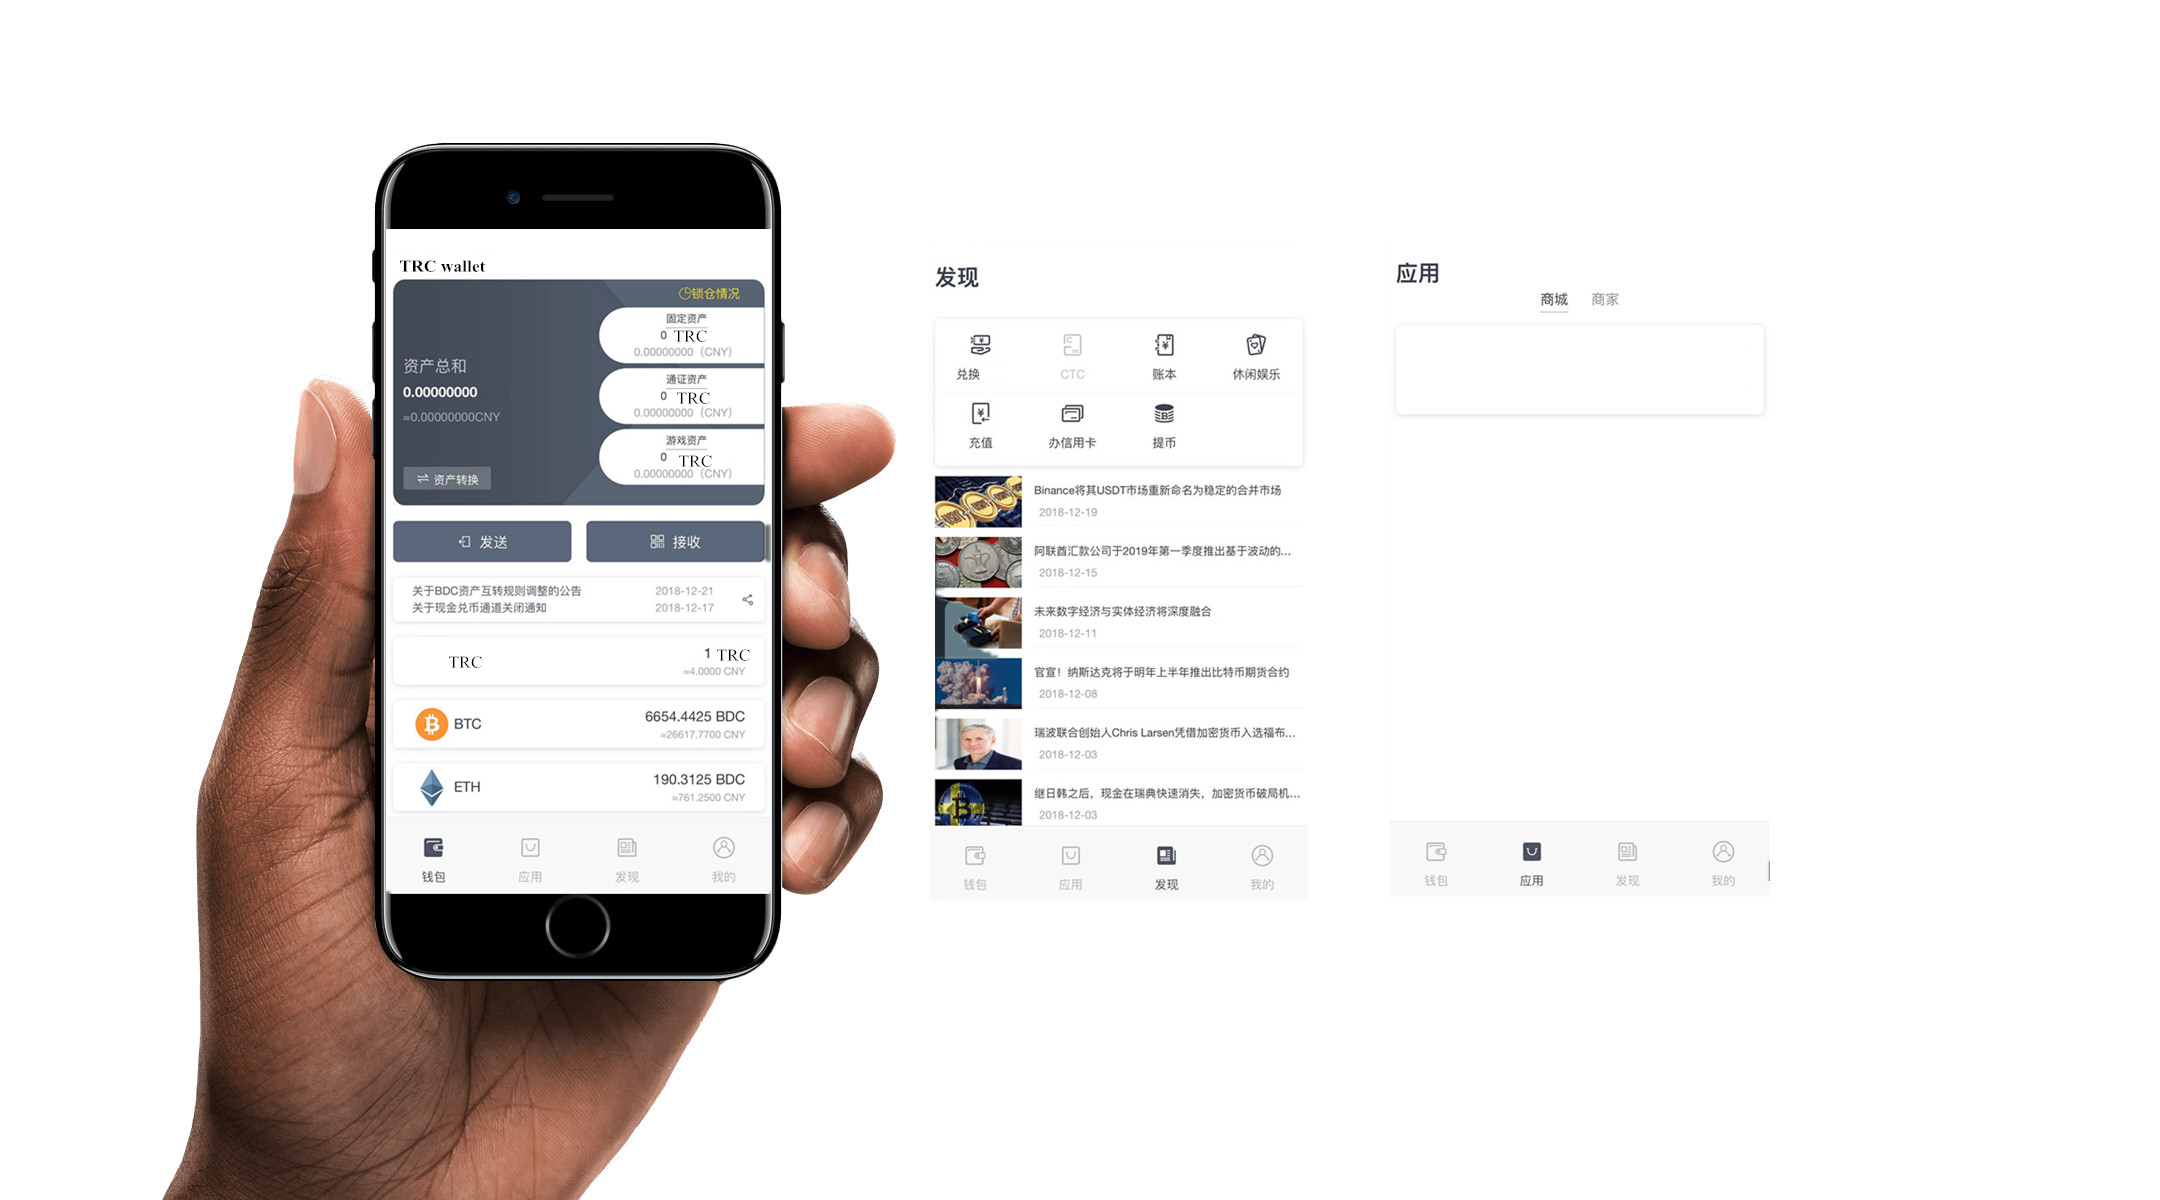 TRC wallet
锁仓情况
固定资产
0 TRC
0.00000000（CNY）
资产总和
0.00000000
≈0.00000000CNY
通证资产
0 TRC
0.00000000（CNY）
游戏资产
0 TRC
0.00000000（CNY）
资产转换
发送
接收
关于BDC资产互转规则调整的公告 2018-12-21
关于现金兑币通道关闭通知 2018-12-17
TRC 1 TRC
≈4.0000 CNY
BTC 6654.4425 BDC
≈26617.7700 CNY
ETH 190.3125 BDC
≈761.2500 CNY
钱包 应用 发现 我的
发现
兑换 CTC 账本 休闲娱乐
充值 办信用卡 提币
Binance将其USDT市场重新命名为稳定的合并市场
2018-12-19
阿联酋汇款公司于2019年第一季度推出基于波动的...
2018-12-15
未来数字经济与实体经济将深度融合
2018-12-11
官宣！纳斯达克将于明年上半年推出比特币期货合约
2018-12-08
瑞波联合创始人Chris Larsen凭借加密货币入选福布...
2018-12-03
继日韩之后，现金在瑞典快速消失，加密货币破局机...
2018-12-03
钱包 应用 发现 我的
应用
商城 商家
钱包 应用 发现 我的